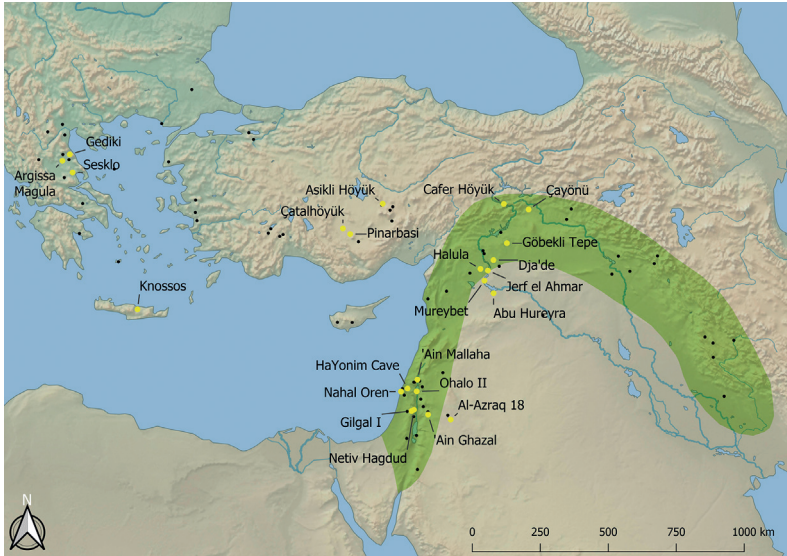 Gediki
Sesklo
Argissa
Magula
Asikli Höyük
Cafer Höyük
Çayönü
Çatalhöyük
Pinarbasi
Göbekli Tepe
Halula
Dja'de
Jerf el Ahmar
Knossos
Mureybet
Abu Hureyra
'Ain Mallaha
HaYonim Cave
Ohalo II
Nahal Oren
Al-Azraq 18
Gilgal I
'Ain Ghazal
Netiv Hagdud
N
0 250 500 750 1000 km